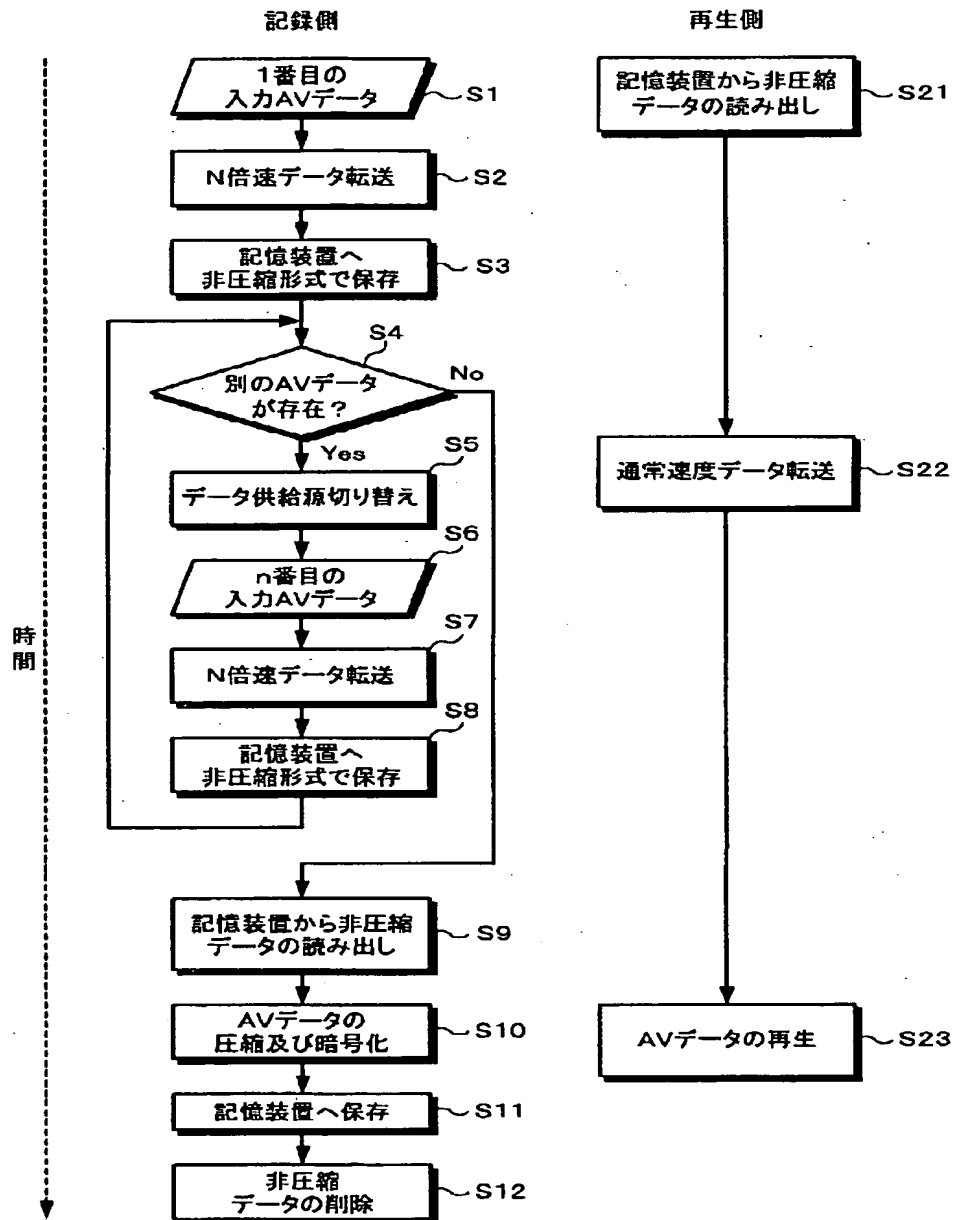 記録側
1番目の
入力AVデータ
S1
N倍速データ転送
S2
記憶装置へ
非圧縮形式で保存
S3
S4
別のAVデータ
が存在？
No
Yes
S5
データ供給源切り替え
S6
n番目の
入力AVデータ
S7
N倍速データ転送
S8
記憶装置へ
非圧縮形式で保存
記憶装置から非圧縮
データの読み出し
S9
AVデータの
圧縮及び暗号化
S10
記憶装置へ保存
S11
非圧縮
データの削除
S12
時間
再生側
記憶装置から非圧縮
データの読み出し
S21
通常速度データ転送
S22
AVデータの再生
S23